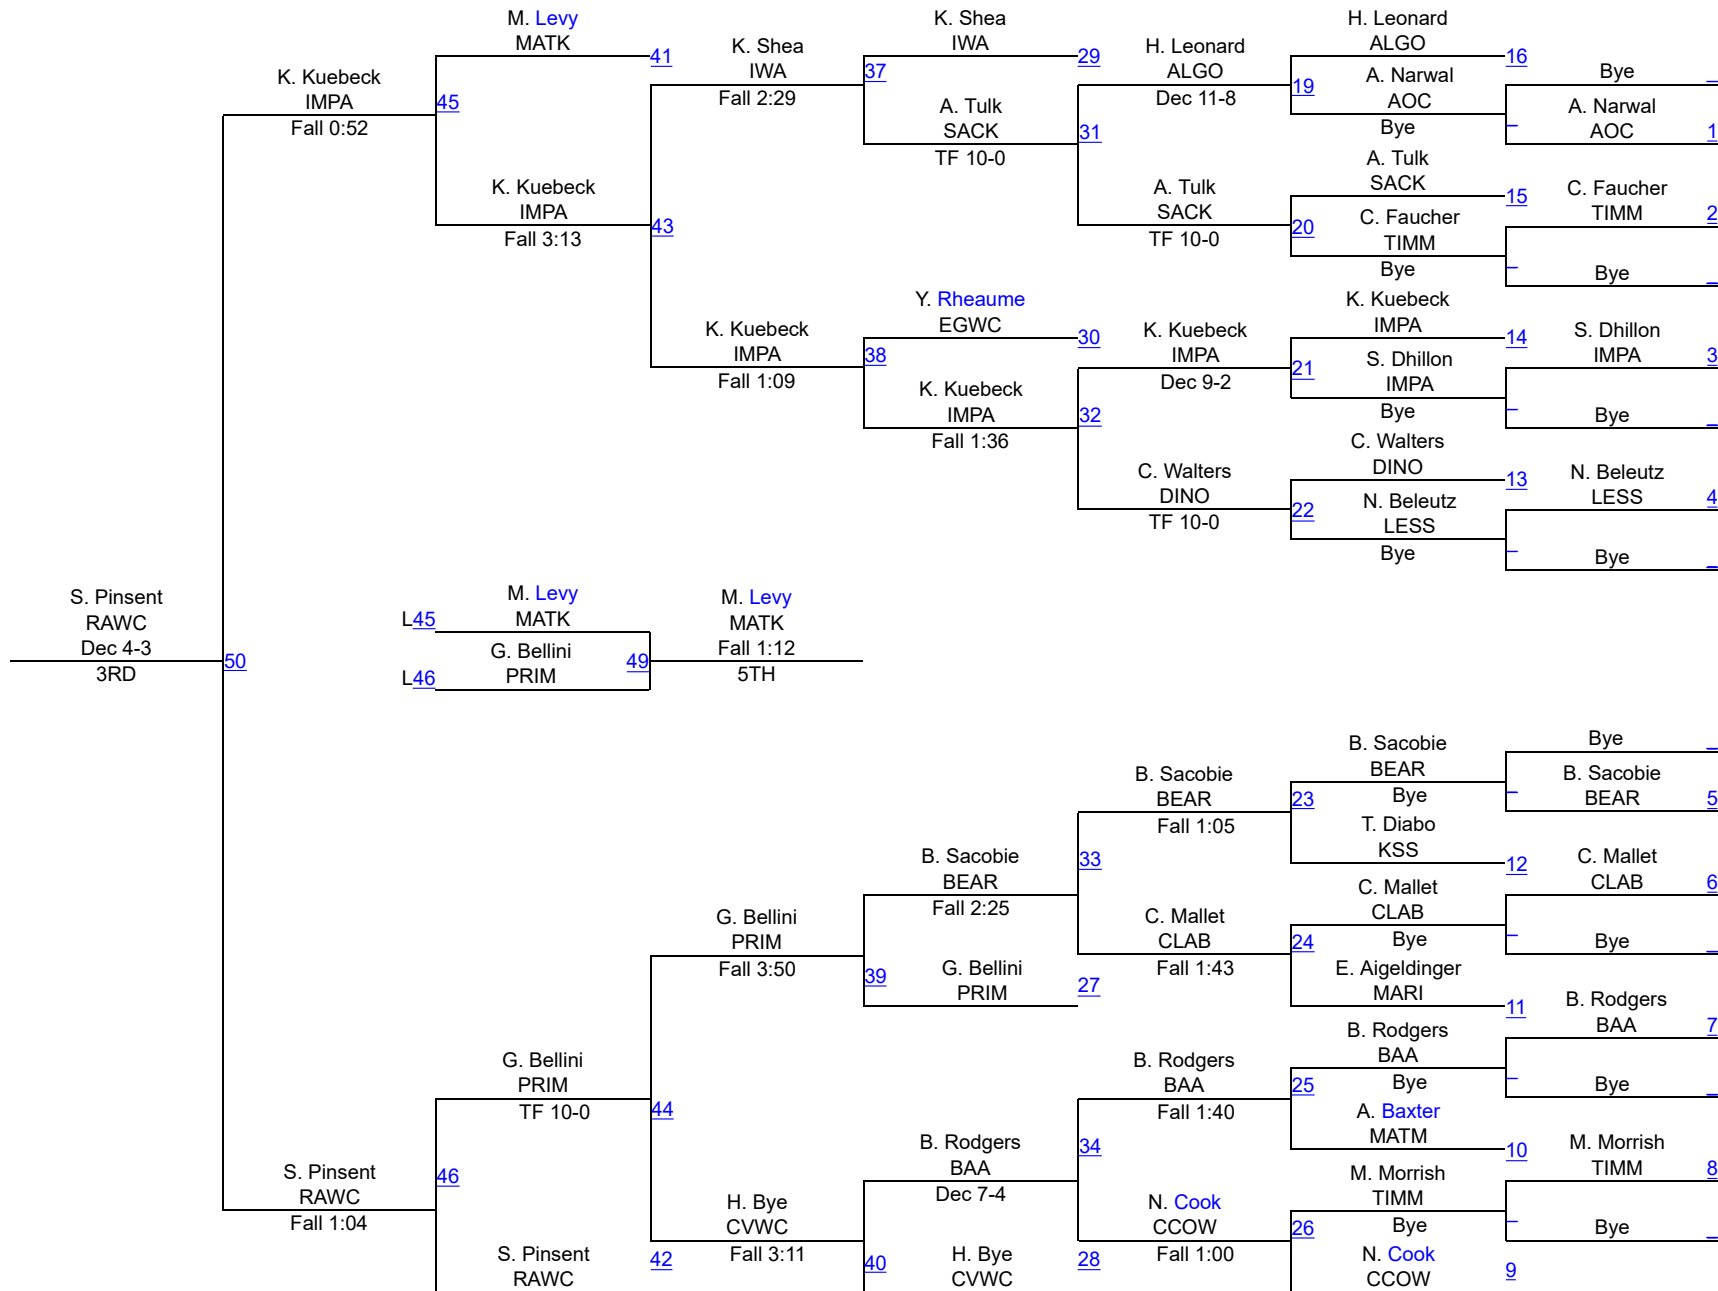 M. Levy
MATK
41
K. Shea
IWA
29
H. Leonard
ALGO
16
K. Shea
IWA
Fall 2:29
37
H. Leonard
ALGO
Dec 11-8
19
A. Narwal
AOC
Bye
Bye
_
K. Kuebeck
IMPA
Fall 0:52
45
A. Tulk
SACK
TF 10-0
31
–
A. Narwal
AOC
1
A. Tulk
SACK
15
K. Kuebeck
IMPA
Fall 3:13
43
A. Tulk
SACK
TF 10-0
20
C. Faucher
TIMM
Bye
C. Faucher
TIMM
2
–
Bye
_
Y. Rheaume
EGWC
30
K. Kuebeck
IMPA
14
K. Kuebeck
IMPA
Fall 1:09
38
K. Kuebeck
IMPA
Dec 9-2
21
S. Dhillon
IMPA
Bye
S. Dhillon
IMPA
3
K. Kuebeck
IMPA
Fall 1:36
32
–
Bye
_
C. Walters
DINO
13
C. Walters
DINO
TF 10-0
22
N. Beleutz
LESS
Bye
N. Beleutz
LESS
4
–
Bye
_
S. Pinsent
RAWC
Dec 4-3
3RD
50
L45
M. Levy
MATK
L46
G. Bellini
PRIM
49
M. Levy
MATK
Fall 1:12
5TH
B. Sacobie
BEAR
Bye
Bye
_
B. Sacobie
BEAR
Fall 1:05
23
–
B. Sacobie
BEAR
5
T. Diabo
KSS
12
B. Sacobie
BEAR
Fall 2:25
33
C. Mallet
CLAB
Bye
C. Mallet
CLAB
6
G. Bellini
PRIM
Fall 3:50
39
C. Mallet
CLAB
Fall 1:43
24
–
Bye
_
G. Bellini
PRIM
27
E. Aigeldinger
MARI
11
B. Rodgers
BAA
7
G. Bellini
PRIM
TF 10-0
44
B. Rodgers
BAA
Fall 1:40
25
B. Rodgers
BAA
Bye
–
Bye
_
A. Baxter
MATM
10
S. Pinsent
RAWC
Fall 1:04
46
B. Rodgers
BAA
Dec 7-4
34
M. Morrish
TIMM
Bye
M. Morrish
TIMM
8
H. Bye
CVWC
Fall 3:11
40
N. Cook
CCOW
Fall 1:00
26
–
Bye
_
S. Pinsent
RAWC
42
H. Bye
CVWC
28
N. Cook
CCOW
9